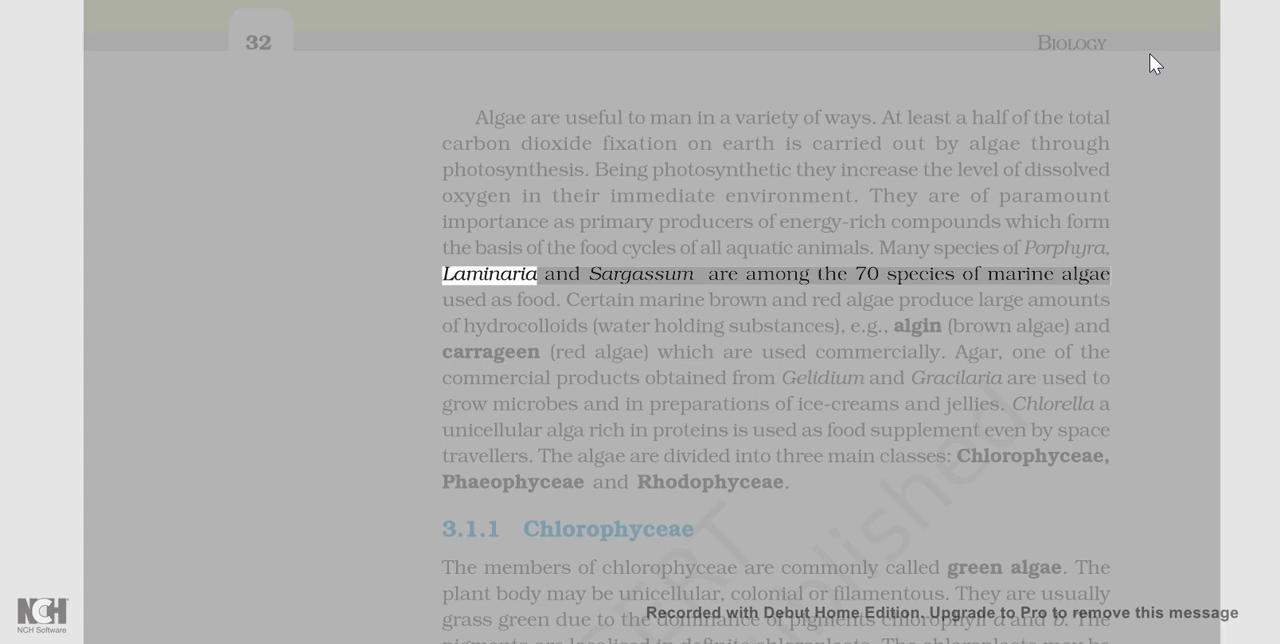 32
BIOLOGY
Algae are useful to man in a variety of ways. At least a half of the total
carbon dioxide fixation on earth is carried out by algae through
photosynthesis. Being photosynthetic they increase the level of dissolved
oxygen in their immediate environment. They are of paramount
importance as primary producers of energy-rich compounds which form
the basis of the food cycles of all aquatic animals. Many species of Porphyra,
Laminaria and Sargassum are among the 70 species of marine algae
used as food. Certain marine brown and red algae produce large amounts
of hydrocolloids (water holding substances), e.g., algin (brown algae) and
carrageen (red algae) which are used commercially. Agar, one of the
commercial products obtained from Gelidium and Gracilaria are used to
grow microbes and in preparations of ice-creams and jellies. Chlorella a
unicellular alga rich in proteins is used as food supplement even by space
travellers. The algae are divided into three main classes: Chlorophyceae,
Phaeophyceae and Rhodophyceae.
3.1.1 Chlorophyceae
The members of chlorophyceae are commonly called green algae. The
plant body may be unicellular, colonial or filamentous. They are usually
grass green due to the dominance of pigments chlorophyll a and b. The
pigments are localised in definite chloroplasts. The chloroplasts may be
NCH
NCH Software
Recorded with Debut Home Edition. Upgrade to Pro to remove this message